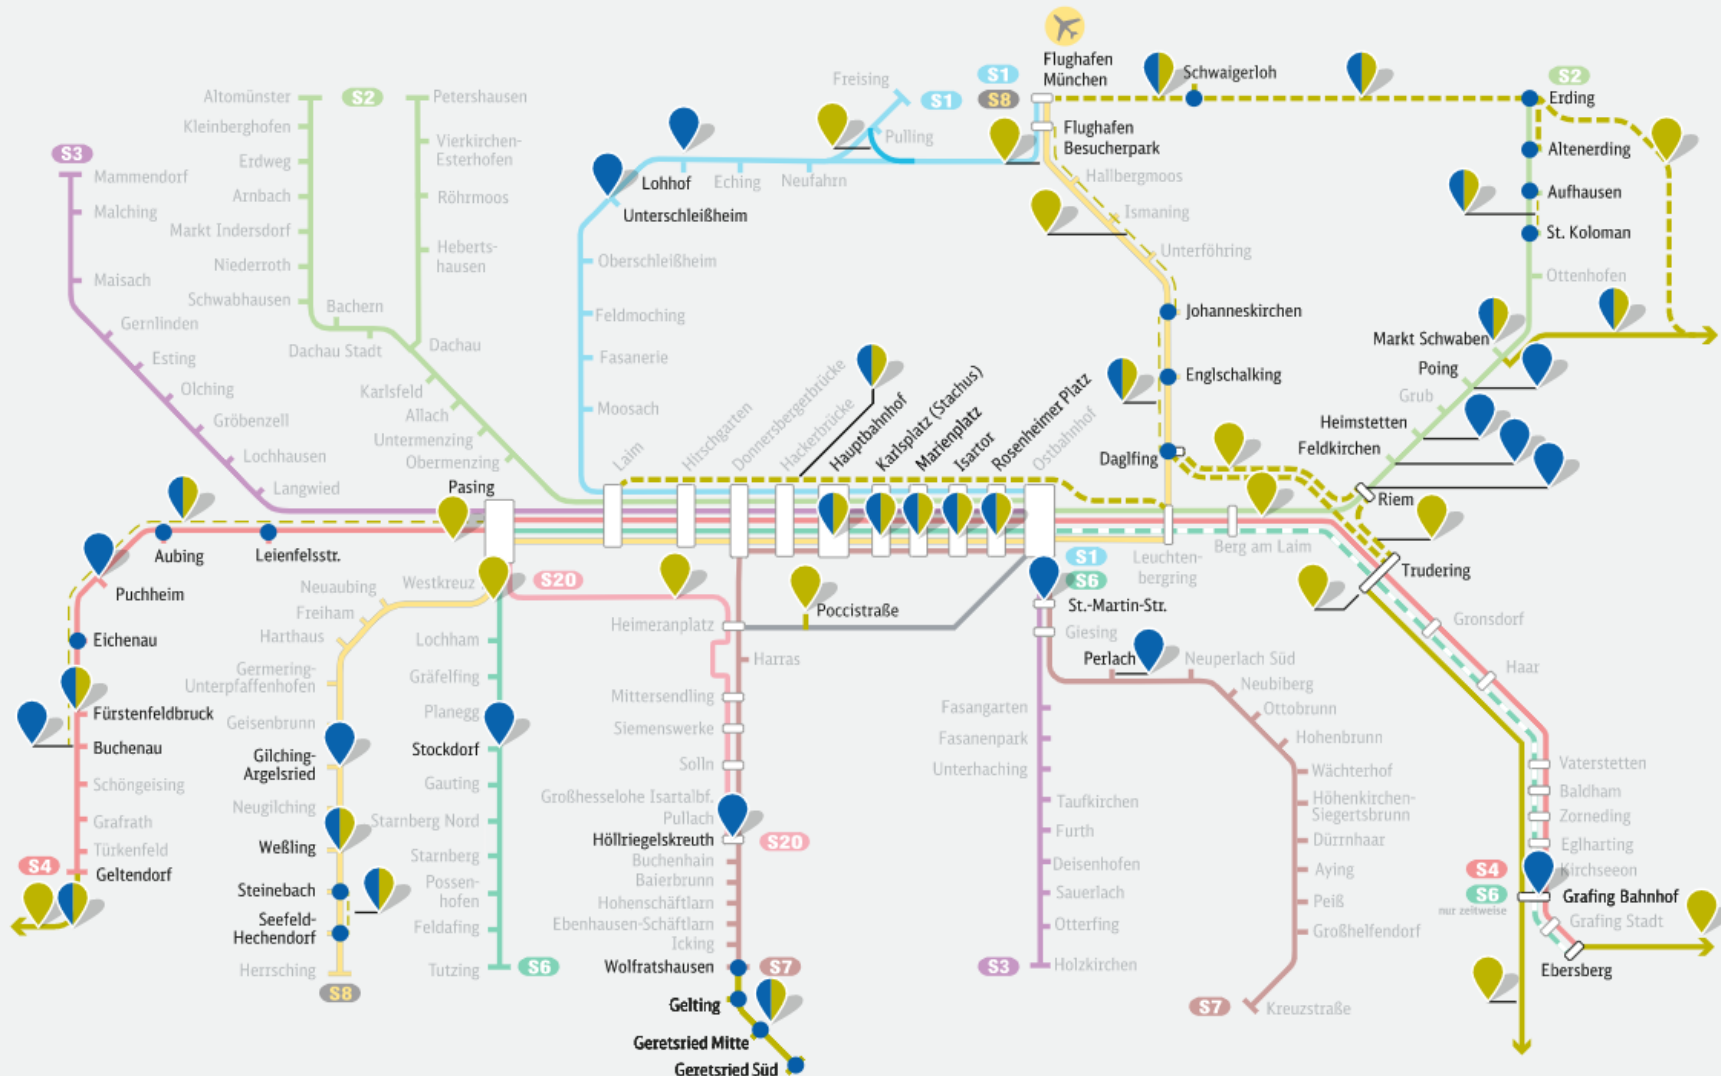 Flughafen
München
S1
S8
Schwaigerloh
S2
Erding
Freising
S1
Pulling
Flughafen
Besucherpark
Altenerding
Altomünster
S2
Petershausen
Kleinberghofen
Vierkirchen-
Esterhofen
Erdweg
S3
Mammendorf
Arnbach
Röhrmoos
Malching
Markt Indersdorf
Heberts-
hausen
Niederroth
Maisach
Schwabhausen
Bachern
Gernlinden
Dachau Stadt
Dachau
Esting
Olching
Karlsfeld
Gröbenzell
Allach
Untermenzing
Lochhausen
Obermenzing
Langwied
Pasing
Lohhof
Eching
Neufahrn
Unterschleißheim
Oberschleißheim
Feldmoching
Fasanerie
Moosach
Hallbergmoos
Ismaning
Unterföhring
Johanneskirchen
Englschalking
Daglfing
Aufhausen
St. Koloman
Ottenhofen
Markt Schwaben
Poing
Grub
Heimstetten
Feldkirchen
Riem
Laim
Hirschgarten
Donnersbergerbrücke
Hackerbrücke
Hauptbahnhof
Karlsplatz (Stachus)
Marienplatz
Isartor
Rosenheimer Platz
Ostbahnhof
Leuchten-
bergring
Berg am Laim
Trudering
Aubing
Leienfelsstr.
Puchheim
Eichenau
Fürstenfeldbruck
Buchenau
Schöngeising
Grafrath
Türkenfeld
S4
Geltendorf
Westkreuz
Neuaubing
Freiham
Harthaus
Germering-
Unterpfaffenhofen
Geisenbrunn
Gilching-
Argelsried
Neugilching
Weßling
Steinebach
Seefeld-
Hechendorf
Herrsching
S8
Lochham
Gräfelfing
Planegg
Stockdorf
Gauting
Starnberg Nord
Starnberg
Possen-
hofen
Feldafing
Tutzing
S6
S20
Heimeranplatz
Poccistraße
Harras
Mittersendling
Siemenswerke
Solln
Großhesselohe Isartalbf.
Pullach
Höllriegelskreuth
S20
Buchenhain
Baierbrunn
Hohenschäftlarn
Ebenhausen-Schäftlarn
Icking
Wolfratshausen
S7
Gelting
Geretsried Mitte
Geretsried Süd
S1
S6
St.-Martin-Str.
Giesing
Perlach
Neuperlach Süd
Neubiberg
Ottobrunn
Hohenbrunn
Wächterhof
Höhenkirchen-
Siegertsbrunn
Dürrnhaar
Aying
Peiß
Großhelfendorf
S7
Kreuzstraße
Fasangarten
Fasanenpark
Unterhaching
Taufkirchen
Furth
Deisenhofen
Sauerlach
Otterfing
S3
Holzkirchen
Gronsdorf
Haar
Vaterstetten
Baldham
Zorneding
Eglharting
S4
Kirchseeon
S6
nur zeitweise
Grafing Bahnhof
Grafing Stadt
Ebersberg